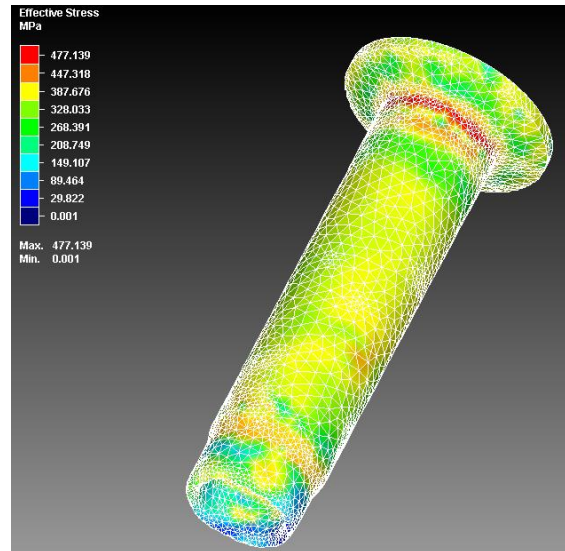 Effective Stress
MPa
477.139
447.318
387.676
328.033
268.391
208.749
149.107
89.464
29.822
0.001
Max. 477.139
Min. 0.001